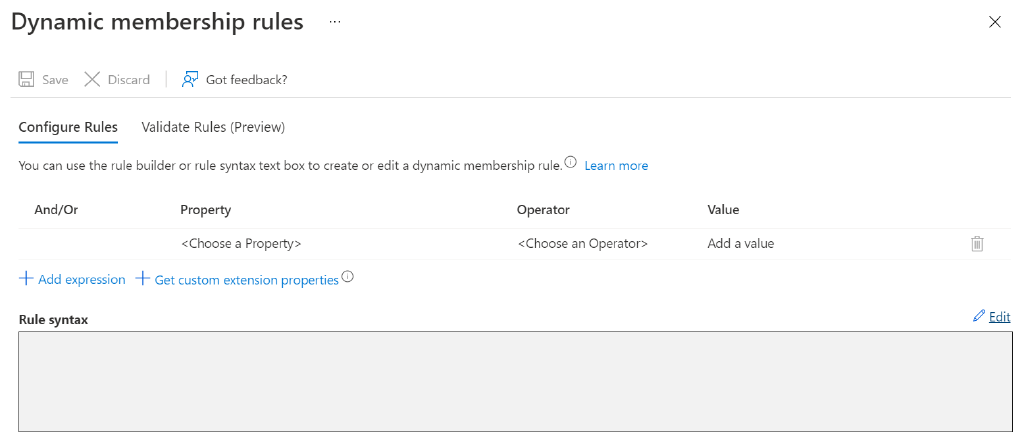 Dynamic membership rules ...
Save Discard Got feedback?
Configure Rules Validate Rules (Preview)
You can use the rule builder or rule syntax text box to create or edit a dynamic membership rule. Learn more
And/Or Property Operator Value
<Choose a Property> <Choose an Operator> Add a value
+ Add expression + Get custom extension properties
Edit
Rule syntax